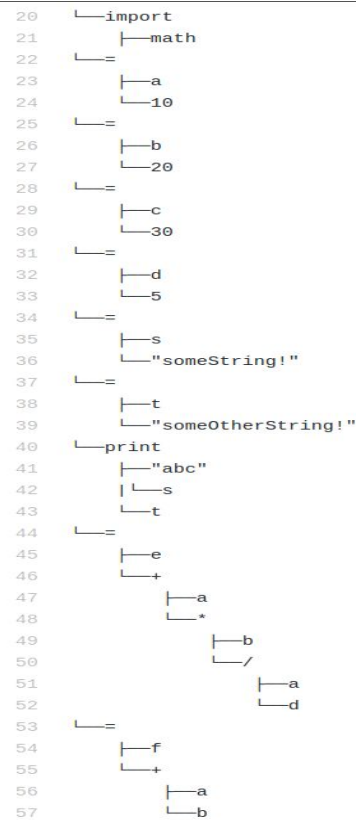 20 └──import
21 ├──math
22 └──=
23 ├──a
24 └──10
25 └──=
26 ├──b
27 └──20
28 └──=
29 ├──c
30 └──30
31 └──=
32 ├──d
33 └──5
34 └──=
35 ├──s
36 └──"someString!"
37 └──=
38 ├──t
39 └──"someOtherString!"
40 └──print
41 ├──"abc"
42 |└──s
43 └──t
44 └──=
45 ├──e
46 └──+
47 ├──a
48 └──*
49 ├──b
50 └──/
51 ├──a
52 └──d
53 └──=
54 ├──f
55 └──+
56 ├──a
57 └──b